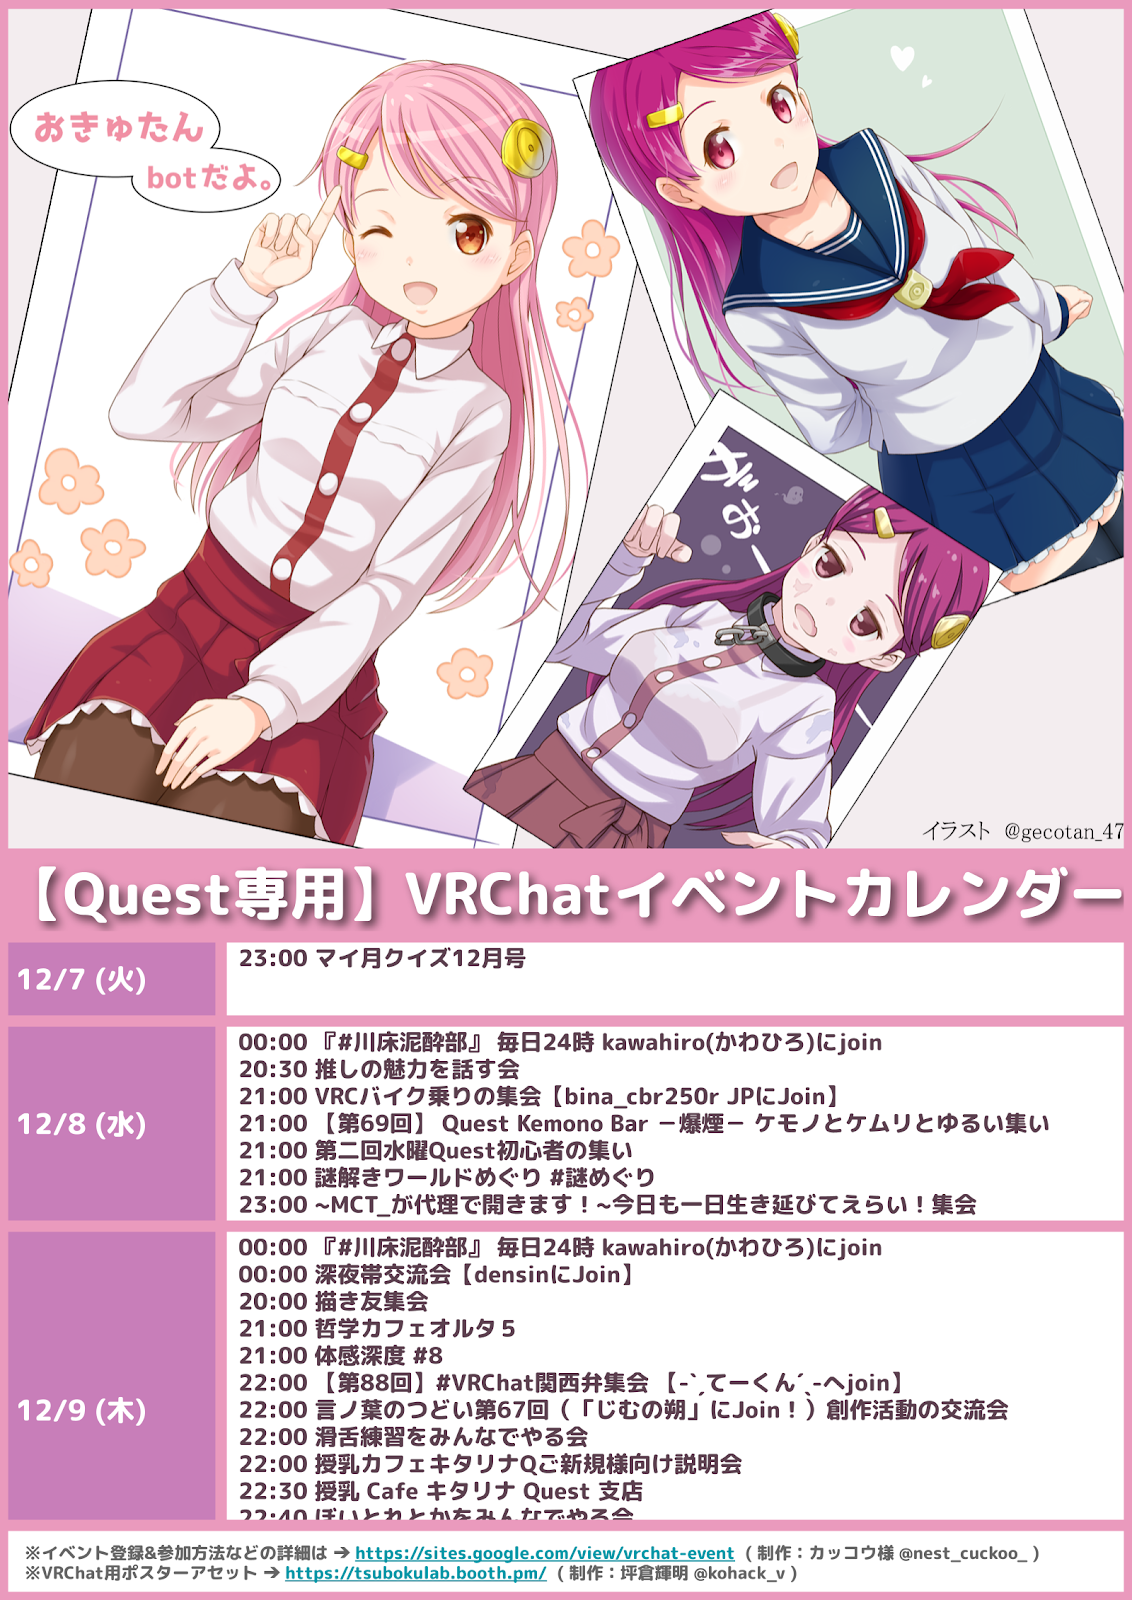 おきゅたん
botだよ。
がおー
イラスト @gecotan_47
【Quest専用】VRChatイベントカレンダー
12/7 (火)
23:00 マイ月クイズ12月号
12/8 (水)
00:00 『#川床泥酔部』 毎日24時 kawahiro(かわひろ)にjoin
20:30 推しの魅力を話す会
21:00 VRCバイク乗りの集会【bina_cbr250r JPにJoin】
21:00 【第69回】 Quest Kemono Bar －爆煙－ ケモノとケムリとゆるい集い
21:00 第二回水曜Quest初心者の集い
21:00 謎解きワールドめぐり #謎めぐり
23:00 ~MCT_が代理で開きます！~今日も一日生き延びてえらい！集会
12/9 (木)
00:00 『#川床泥酔部』 毎日24時 kawahiro(かわひろ)にjoin
00:00 深夜帯交流会【densinにJoin】
20:00 描き友集会
21:00 哲学カフェオルタ５
21:00 体感深度 #8
22:00 【第88回】#VRChat関西弁集会 【-`ˏてーくんˊˎ-へjoin】
22:00 言ノ葉のつどい第67回（「じむの朔」にJoin！）創作活動の交流会
22:00 滑舌練習をみんなでやる会
22:00 授乳カフェキタリナQご新規様向け説明会
22:30 授乳 Cafe キタリナ Quest 支店
22:40 ぼいとれとかをみんなでやる会
※イベント登録&参加方法などの詳細は → https://sites.google.com/view/vrchat-event （制作：カッコウ様 @nest_cuckoo_）
※VRChat用ポスターアセット → https://tsubokulab.booth.pm/ （制作：坪倉輝明 @kohack_v）